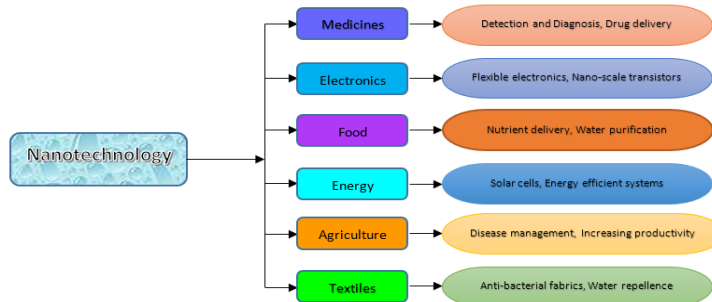 Nanotechnology
Medicines
Detection and Diagnosis, Drug delivery
Electronics
Flexible electronics, Nano-scale transistors
Food
Nutrient delivery, Water purification
Energy
Solar cells, Energy efficient systems
Agriculture
Disease management, Increasing productivity
Textiles
Anti-bacterial fabrics, Water repellence